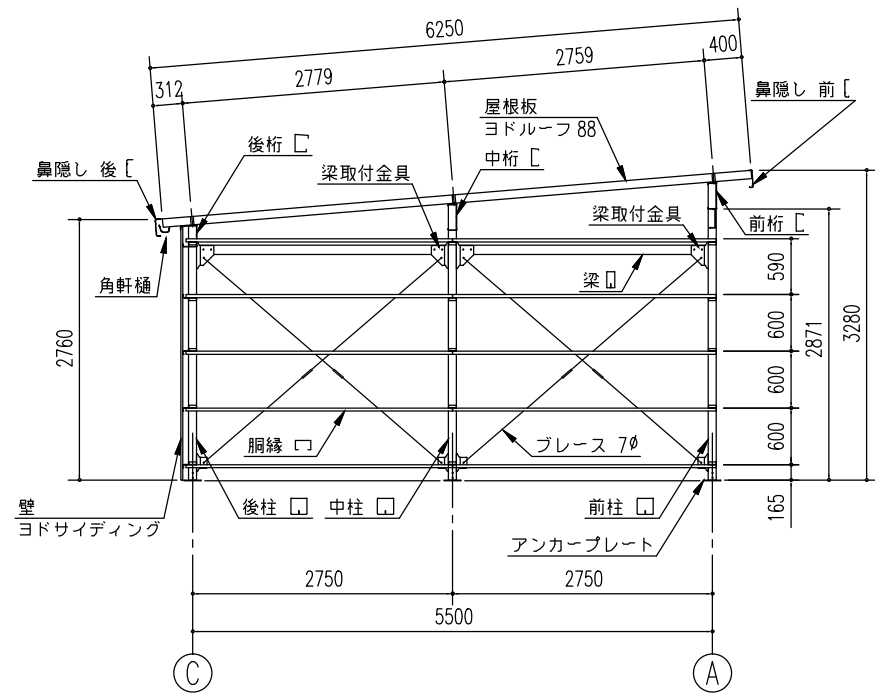 6250
312
2779
2759
400
鼻隠し 前
屋根板
ヨドルーフ 88
後桁
中桁
鼻隠し 後
梁取付金具
梁取付金具
前桁
角軒樋
梁
590
600
600
600
165
2871
3280
2760
胴縁
ブレース 7φ
壁
ヨドサイディング
後柱
中柱
前柱
アンカープレート
2750
2750
5500
C
A